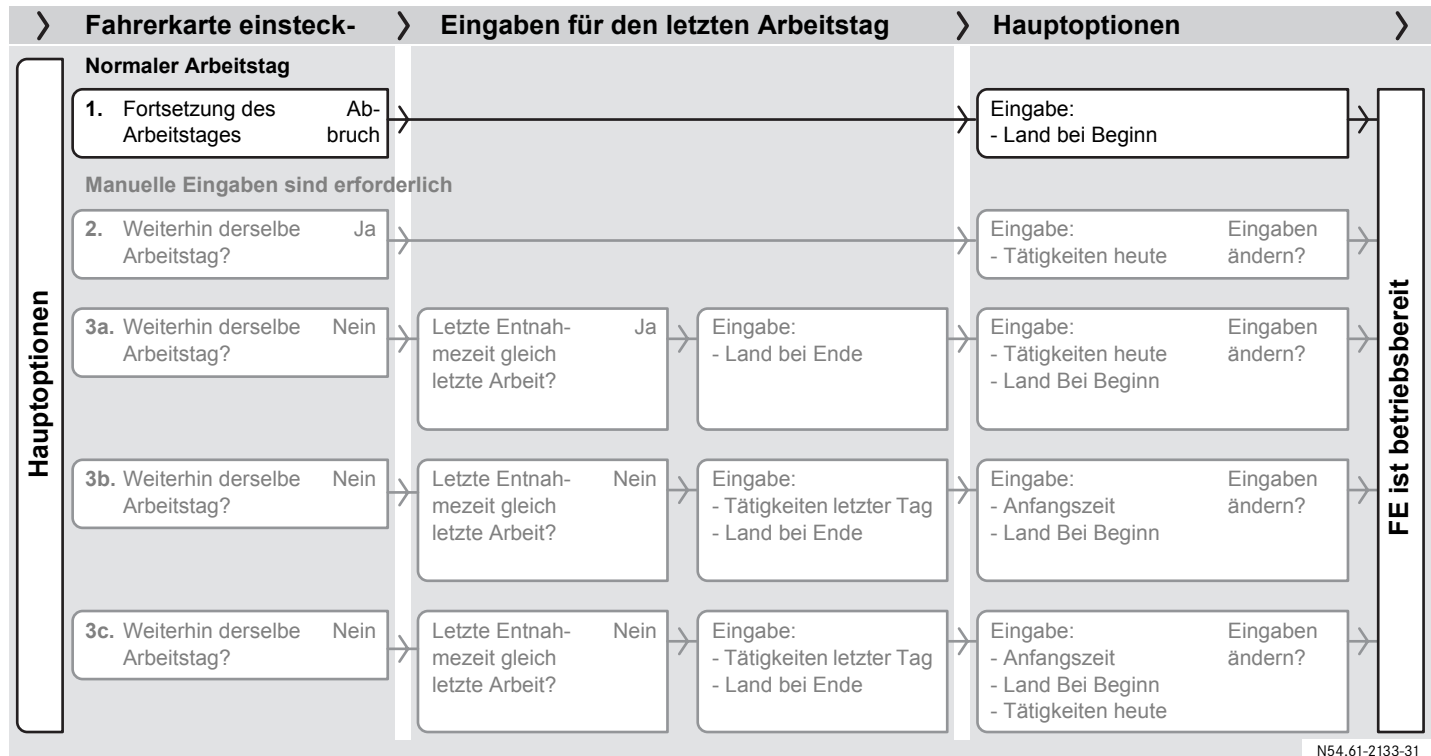 Fahrerkarte einsteck-
Eingaben für den letzten Arbeitstag
Hauptoptionen
Hauptoptionen
Normaler Arbeitstag
1. Fortsetzung des Ab-
Arbeitstages bruch
Eingabe:
- Land bei Beginn
Manuelle Eingaben sind erforderlich
2. Weiterhin derselbe Ja
Arbeitstag?
Eingabe: Eingaben
- Tätigkeiten heute ändern?
3a. Weiterhin derselbe Nein
Arbeitstag?
Letzte Entnah- Ja
mezeit gleich
letzte Arbeit?
Eingabe:
- Land bei Ende
Eingabe: Eingaben
- Tätigkeiten heute ändern?
- Land Bei Beginn
3b. Weiterhin derselbe Nein
Arbeitstag?
Letzte Entnah- Nein
mezeit gleich
letzte Arbeit?
Eingabe:
- Tätigkeiten letzter Tag
- Land bei Ende
Eingabe: Eingaben
- Anfangszeit ändern?
- Land Bei Beginn
3c. Weiterhin derselbe Nein
Arbeitstag?
Letzte Entnah- Nein
mezeit gleich
letzte Arbeit?
Eingabe:
- Tätigkeiten letzter Tag
- Land bei Ende
Eingabe: Eingaben
- Anfangszeit ändern?
- Land Bei Beginn
- Tätigkeiten heute
FE ist betriebsbereit
N54.61-2133-31